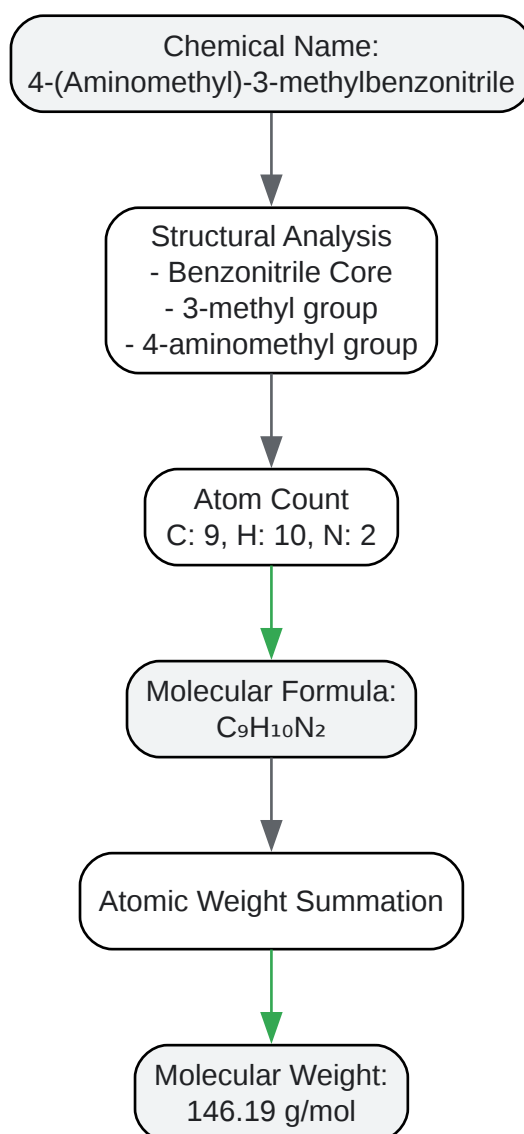 Chemical Name:
4-(Aminomethyl)-3-methylbenzonitrile
Structural Analysis
- Benzonitrile Core
- 3-methyl group
- 4-aminomethyl group
Atom Count
C: 9, H: 10, N: 2
Molecular Formula:
C₉H₁₀N₂
Atomic Weight Summation
Molecular Weight:
146.19 g/mol